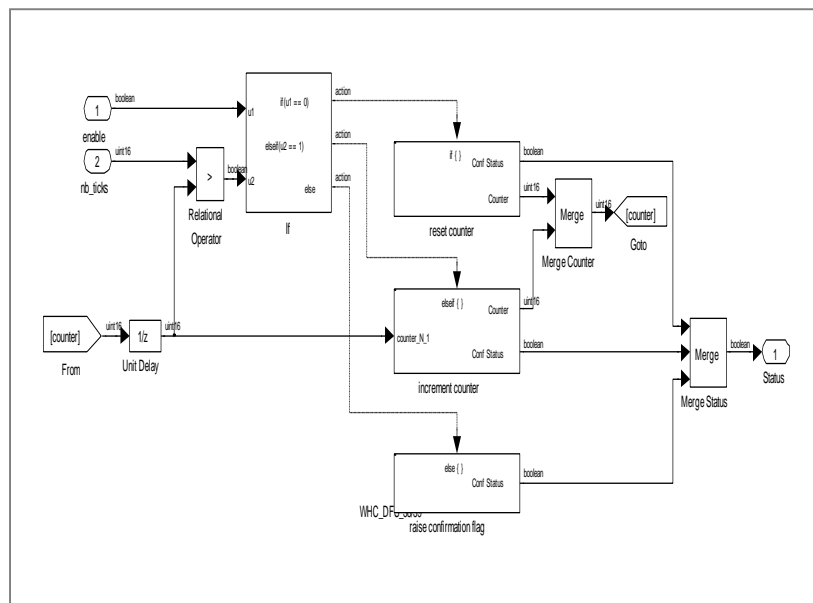 boolean
1
enable
uint16
2
nb_ticks
>
Relational
Operator
boolean
u1
u2
if(u1 == 0)
elseif(u2 == 1)
else
If
action
action
action
if { }
Conf Status
Counter
reset counter
boolean
uint 16
Merge
Merge Counter
uint16
[counter]
Goto
[counter]
From
uint16
1/z
Unit Delay
uint16
elseif { }
counter_N_1
Counter
Conf Status
increment counter
uint16
boolean
Merge
Merge Status
boolean
1
Status
else { }
Conf Status
boolean
raise confirmation flag